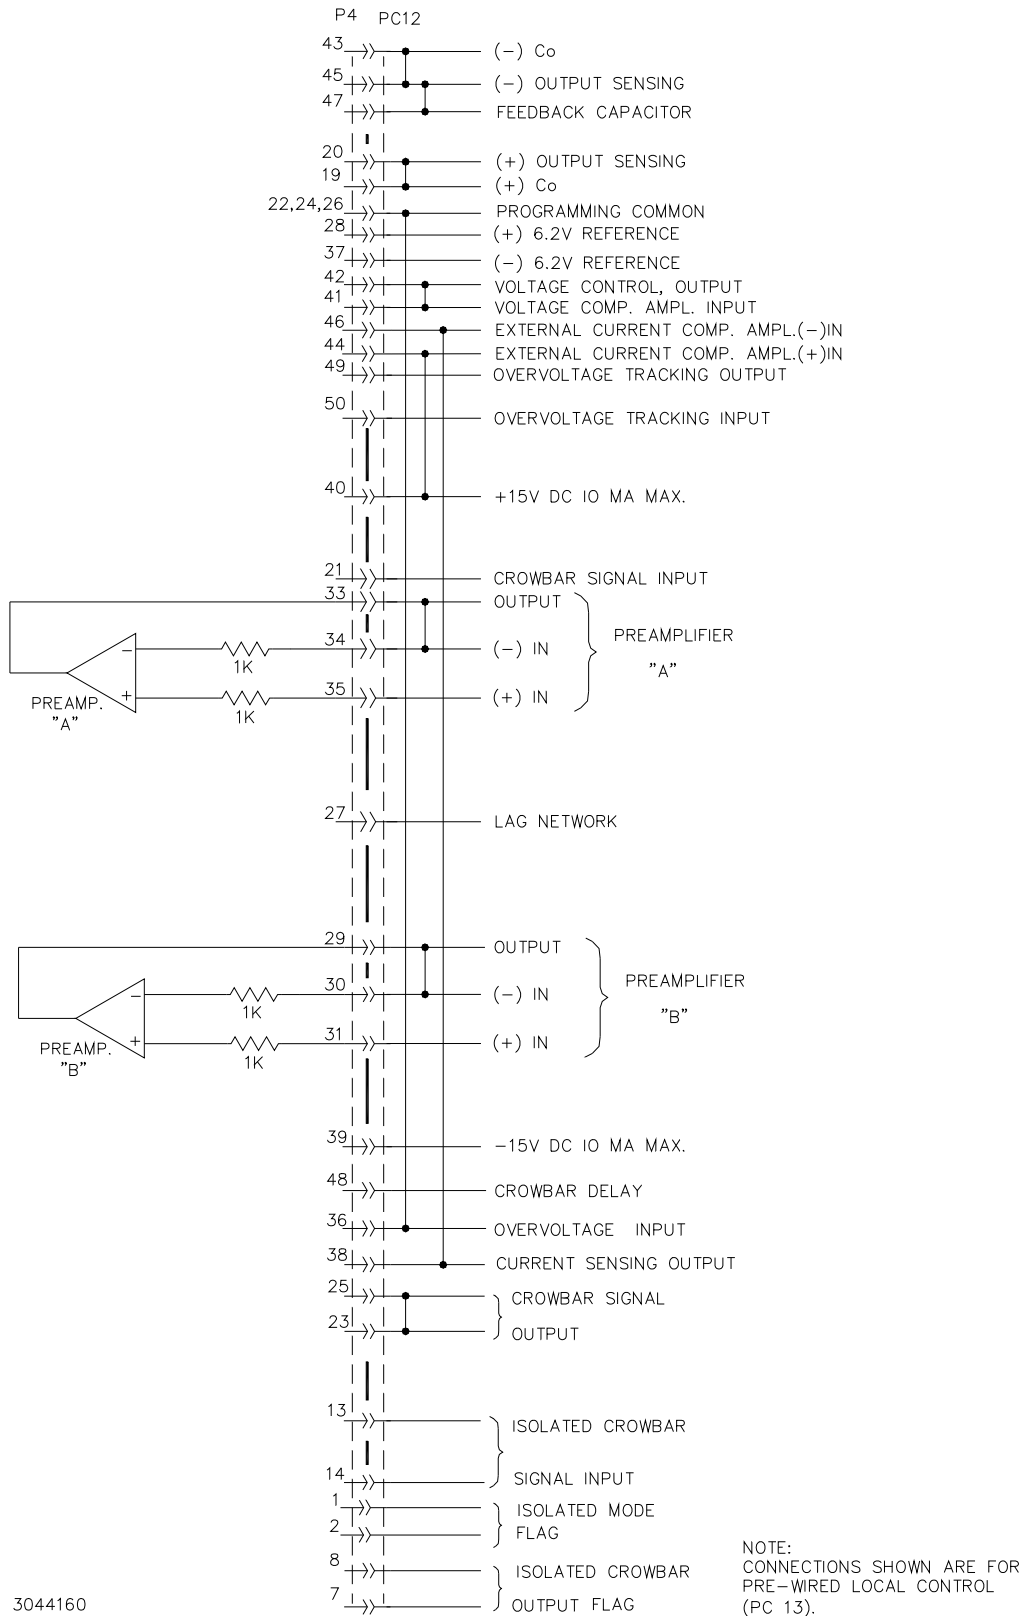 P4 PC12
43 (-) Co
45 (-) OUTPUT SENSING
47 FEEDBACK CAPACITOR
20 (+) OUTPUT SENSING
19 (+) Co
22,24,26 PROGRAMMING COMMON
28 (+) 6.2V REFERENCE
37 (-) 6.2V REFERENCE
42 VOLTAGE CONTROL, OUTPUT
41 VOLTAGE COMP. AMPL. INPUT
46 EXTERNAL CURRENT COMP. AMPL.(-)IN
44 EXTERNAL CURRENT COMP. AMPL.(+)IN
49 OVERVOLTAGE TRACKING OUTPUT
50 OVERVOLTAGE TRACKING INPUT
40 +15V DC IO MA MAX.
21 CROWBAR SIGNAL INPUT
33 OUTPUT
PREAMPLIFIER
"A"
- 1K 34 (-) IN
+ 1K 35 (+) IN
PREAMP.
"A"
27 LAG NETWORK
29 OUTPUT
PREAMPLIFIER
"B"
- 1K 30 (-) IN
+ 1K 31 (+) IN
PREAMP.
"B"
39 -15V DC IO MA MAX.
48 CROWBAR DELAY
36 OVERVOLTAGE INPUT
38 CURRENT SENSING OUTPUT
25 CROWBAR SIGNAL
23 OUTPUT
13 ISOLATED CROWBAR
14 SIGNAL INPUT
1 ISOLATED MODE
2 FLAG
8 ISOLATED CROWBAR
7 OUTPUT FLAG
NOTE:
CONNECTIONS SHOWN ARE FOR
PRE-WIRED LOCAL CONTROL
(PC 13).
3044160